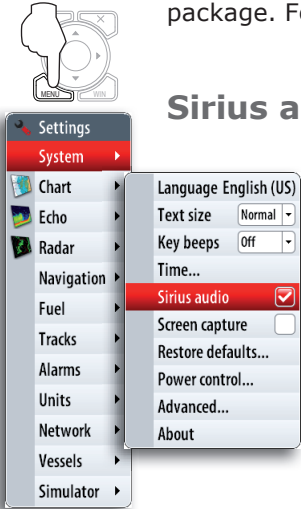 package. Fo
MENU
WIN
Sirius a
Settings
System
Chart
Echo
Radar
Navigation
Fuel
Tracks
Alarms
Units
Network
Vessels
Simulator
Language English (US)
Text size Normal
Key beeps Off
Time...
Sirius audio
Screen capture
Restore defaults...
Power control...
Advanced...
About